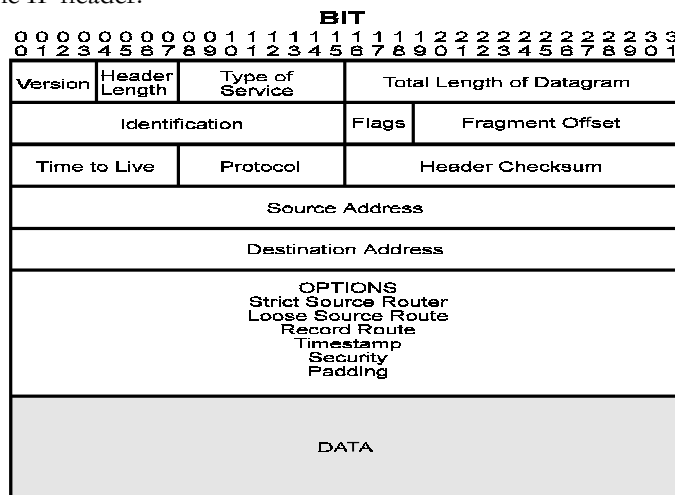 IP header.
BIT
0 0 0 0 0 0 0 0 0 0 1 1 1 1 1 1 1 1 1 1 2 2 2 2 2 2 2 2 2 2 3 3
0 1 2 3 4 5 6 7 8 9 0 1 2 3 4 5 6 7 8 9 0 1 2 3 4 5 6 7 8 9 0 1
Version Header Length Type of Service Total Length of Datagram
Identification Flags Fragment Offset
Time to Live Protocol Header Checksum
Source Address
Destination Address
OPTIONS
Strict Source Router
Loose Source Route
Record Route
Timestamp
Security
Padding
DATA